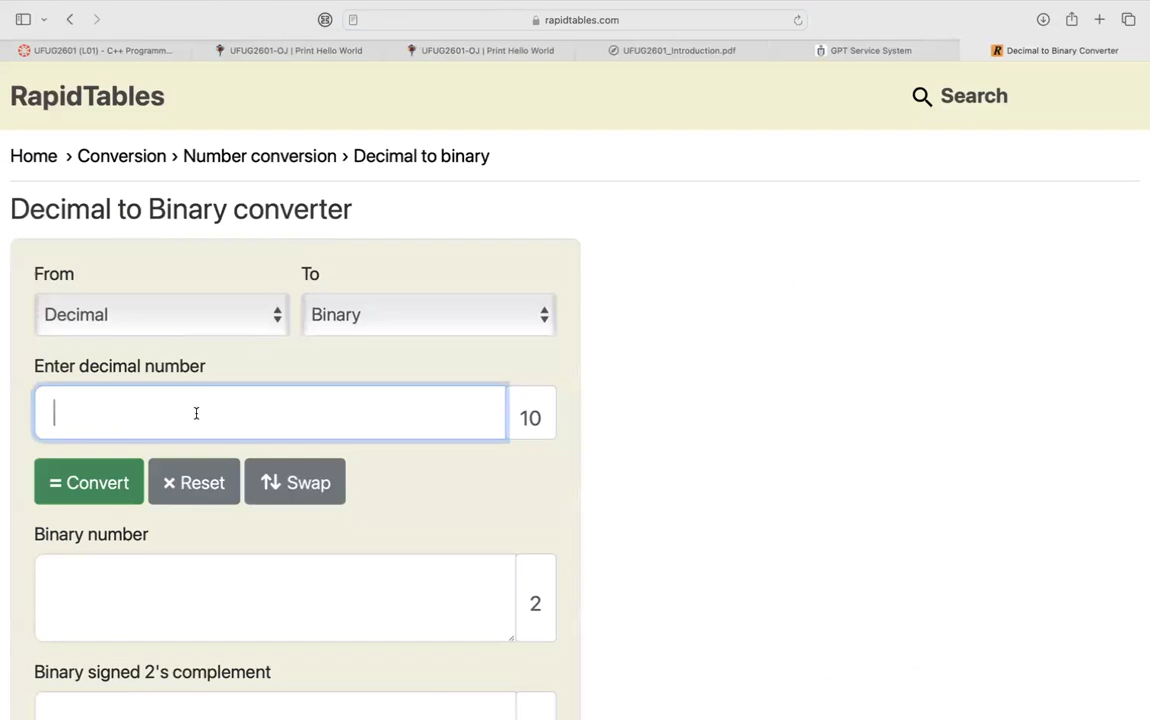 rapidtables.com
UFUG2601 (L01) - C++ Programm...
UFUG2601-OJ | Print Hello World
UFUG2601-OJ | Print Hello World
UFUG2601_Introduction.pdf
GPT Service System
R Decimal to Binary Converter
RapidTables
Search
Home › Conversion › Number conversion › Decimal to binary
Decimal to Binary converter
From
To
Decimal
Binary
Enter decimal number
10
= Convert
× Reset
Swap
Binary number
2
Binary signed 2's complement